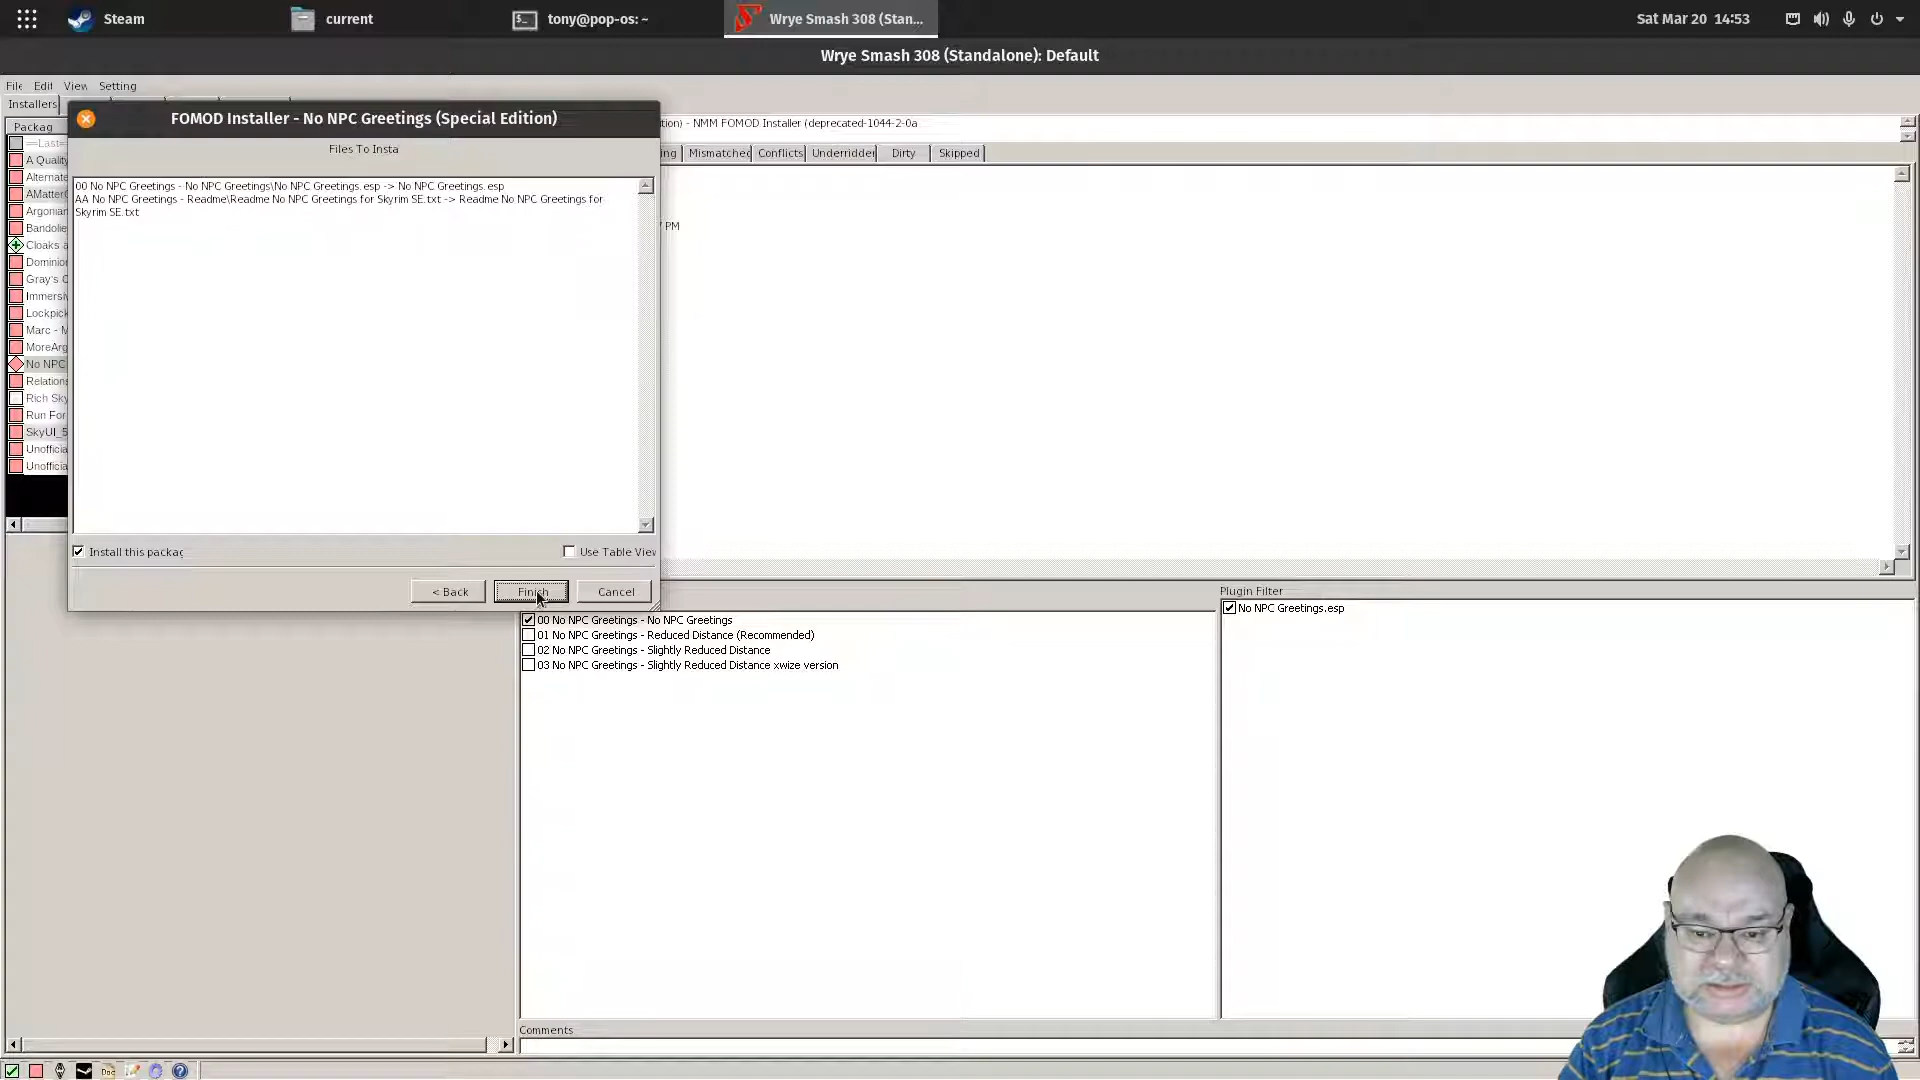 Steam
current
tony@pop-os: ~
Wrye Smash 308 (Stan...
Sat Mar 20 14:53
Wrye Smash 308 (Standalone): Default
File Edit View Setting
Installers
Packag
==Last=
A Quality
Alternate
AMatter
Argonian
Bandolie
Cloaks a
Dominion
Gray's C
Immersiv
Lockpick
Marc - M
MoreArg
No NPC
Relations
Rich Sky
Run For
SkyUI_5
Unofficia
Unofficia
FOMOD Installer - No NPC Greetings (Special Edition)
Files To Insta
00 No NPC Greetings - No NPC Greetings\No NPC Greetings.esp -> No NPC Greetings.esp
AA No NPC Greetings - Readme\Readme No NPC Greetings for Skyrim SE.txt -> Readme No NPC Greetings for
Skyrim SE.txt
Install this packag
Use Table View
< Back
Finish
Cancel
tion) - NMM FOMOD Installer (deprecated-1044-2-0a
ng Mismatched Conflicts Underridden Dirty Skipped
PM
00 No NPC Greetings - No NPC Greetings
01 No NPC Greetings - Reduced Distance (Recommended)
02 No NPC Greetings - Slightly Reduced Distance
03 No NPC Greetings - Slightly Reduced Distance xwize version
Plugin Filter
No NPC Greetings.esp
Comments
Doc